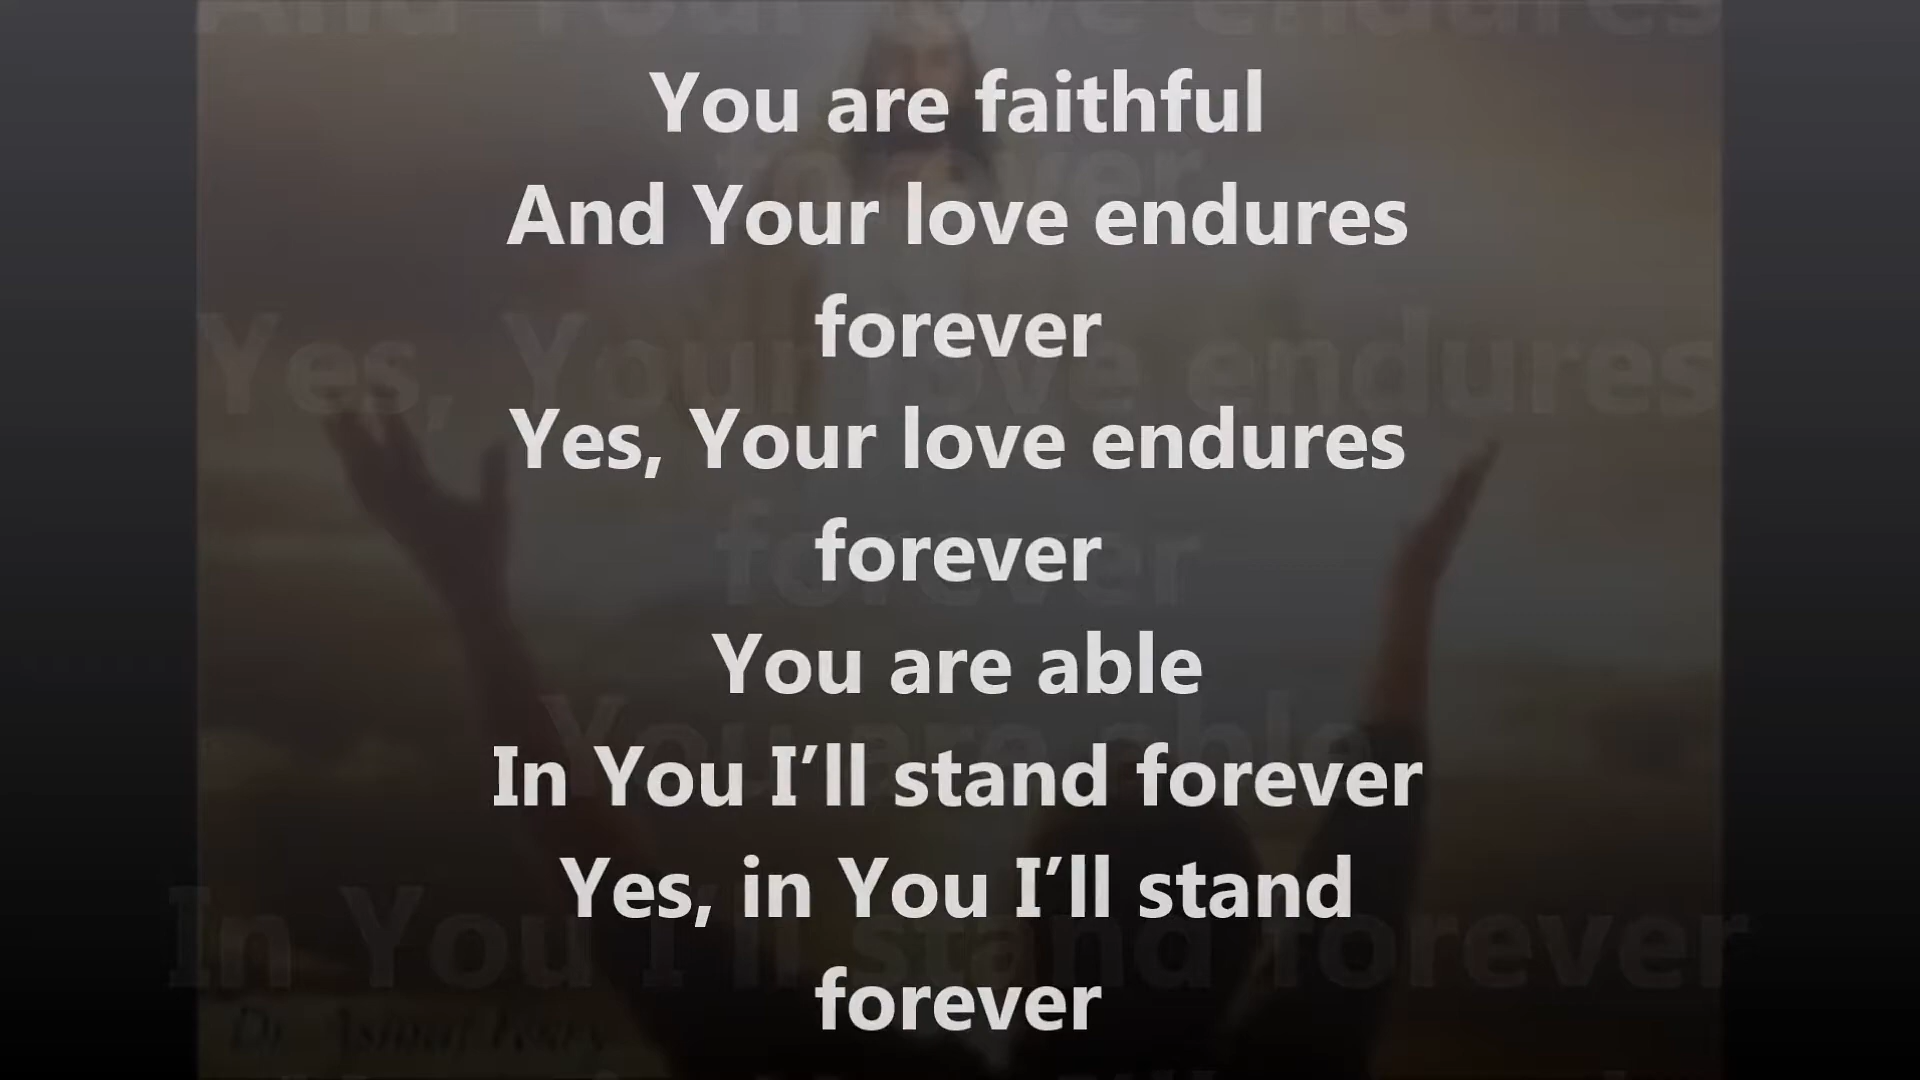 You are faithful
And Your love endures
forever
Yes, Your love endures
forever
You are able
In You I’ll stand forever
Yes, in You I’ll stand
forever